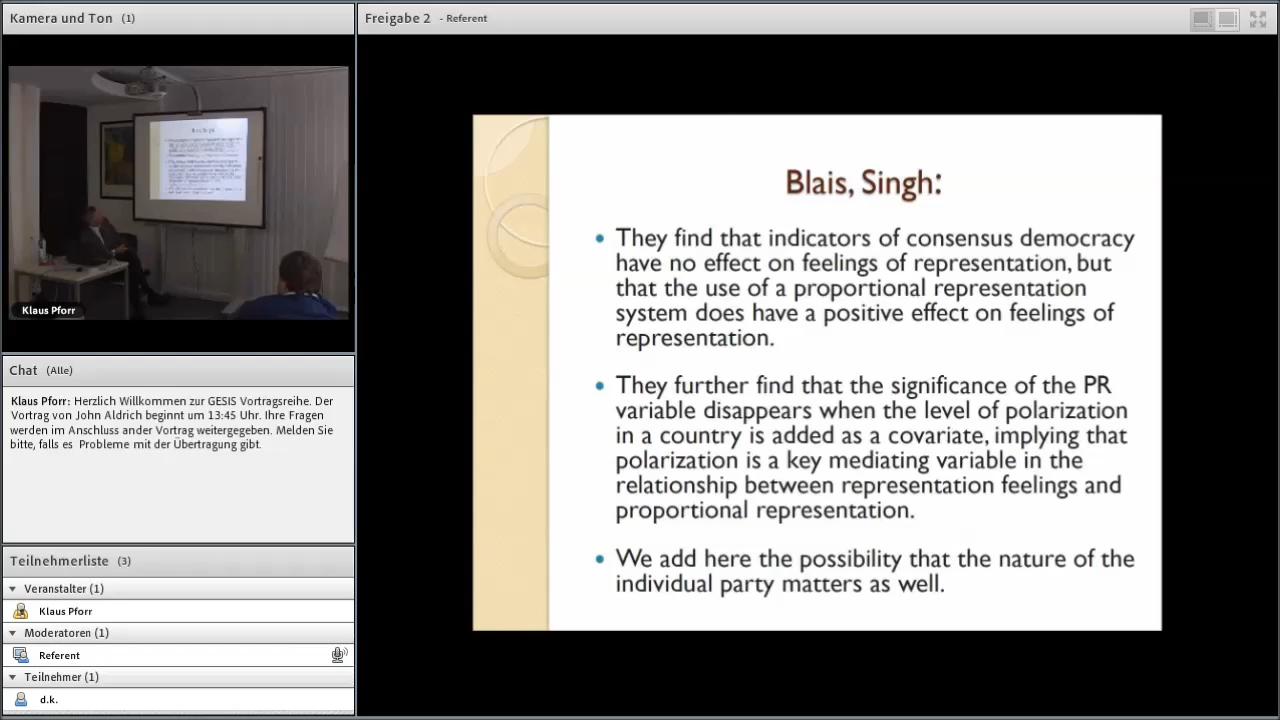 Kamera und Ton (1)
Klaus Pforr
Chat (Alle)
Klaus Pforr: Herzlich Willkommen zur GESIS Vortragsreihe. Der
Vortrag von John Aldrich beginnt um 13:45 Uhr. Ihre Fragen
werden im Anschluss ander Vortrag weitergegeben. Melden Sie
bitte, falls es Probleme mit der Übertragung gibt.
Teilnehmerliste (3)
Veranstalter (1)
Klaus Pforr
Moderatoren (1)
Referent
Teilnehmer (1)
d.k.
Freigabe 2 - Referent
Blais, Singh:
They find that indicators of consensus democracy
have no effect on feelings of representation, but
that the use of a proportional representation
system does have a positive effect on feelings of
representation.
They further find that the significance of the PR
variable disappears when the level of polarization
in a country is added as a covariate, implying that
polarization is a key mediating variable in the
relationship between representation feelings and
proportional representation.
We add here the possibility that the nature of the
individual party matters as well.